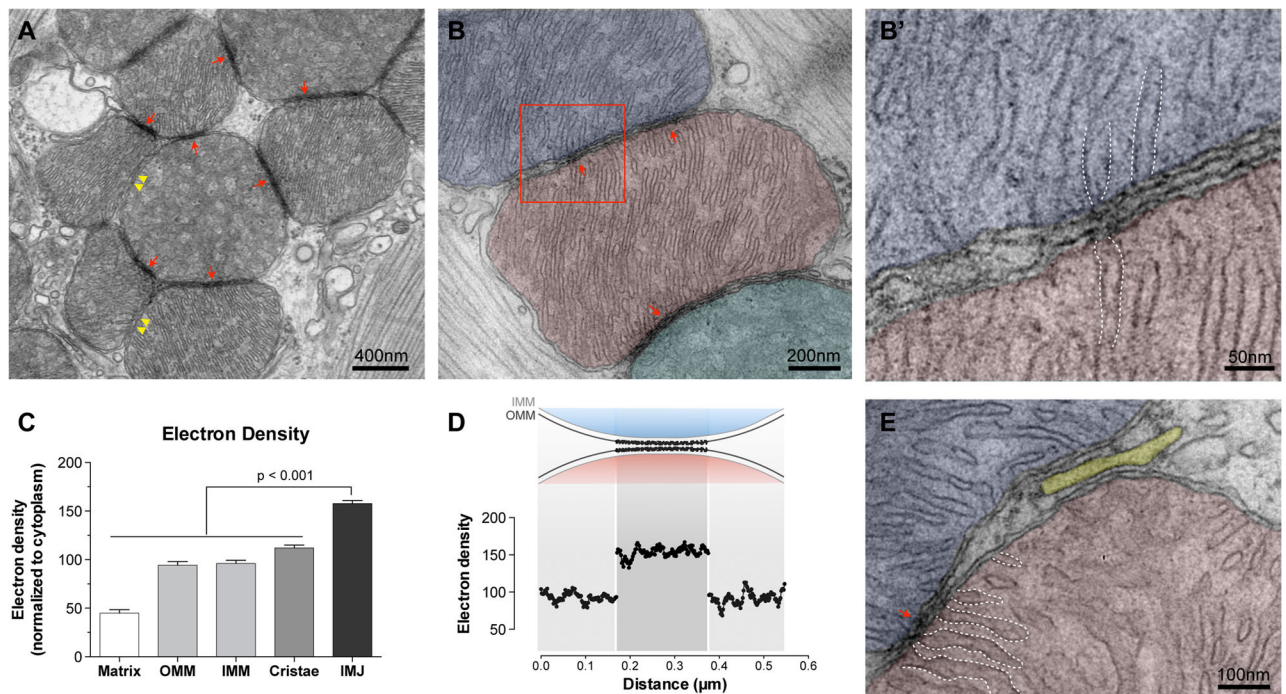 A
400nm
B
200nm
B’
50nm
C
Electron Density
Electron density
(normalized to cytoplasm)
200
150
100
50
0
p < 0.001
Matrix OMM IMM Cristae IMJ
D
IMM
OMM
Electron density
200
150
100
50
0.0 0.1 0.2 0.3 0.4 0.5 0.6
Distance (µm)
E
100nm